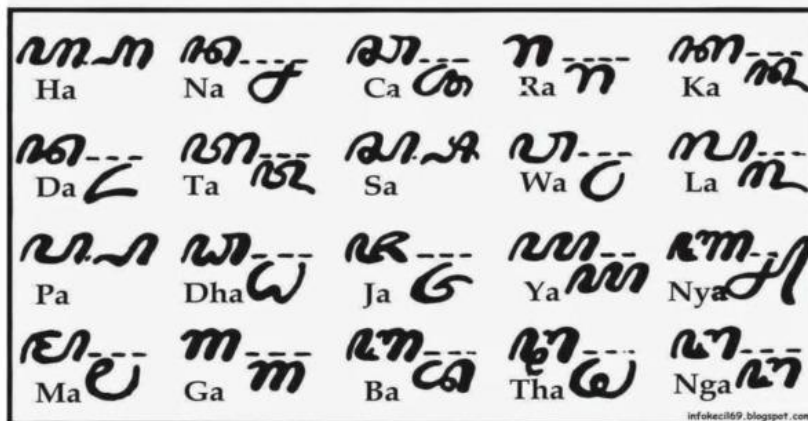 ꦲ ꧀ꦲ ꦤ ꧀ꦤ ꦕ ꧀ꦕ ꦫ ꧀ꦫ ꦏ ꧀ꦏ
Ha Na Ca Ra Ka
ꦢ ꧀ꦢ ꦠ ꧀ꦠ ꦱ ꧀ꦱ ꦮ ꧀ꦮ ꦭ ꧀ꦭ
Da Ta Sa Wa La
ꦥ ꧀ꦥ ꦝ ꧀ꦝ ꦗ ꧀ꦗ ꦪ ꧀ꦪ ꦚ ꧀ꦚ
Pa Dha Ja Ya Nya
ꦩ ꧀ꦩ ꦒ ꧀ꦒ ꦧ ꧀ꦧ ꦛ ꧀ꦛ ꦔ ꧀ꦔ
Ma Ga Ba Tha Nga
infokecil69.blogspot.com